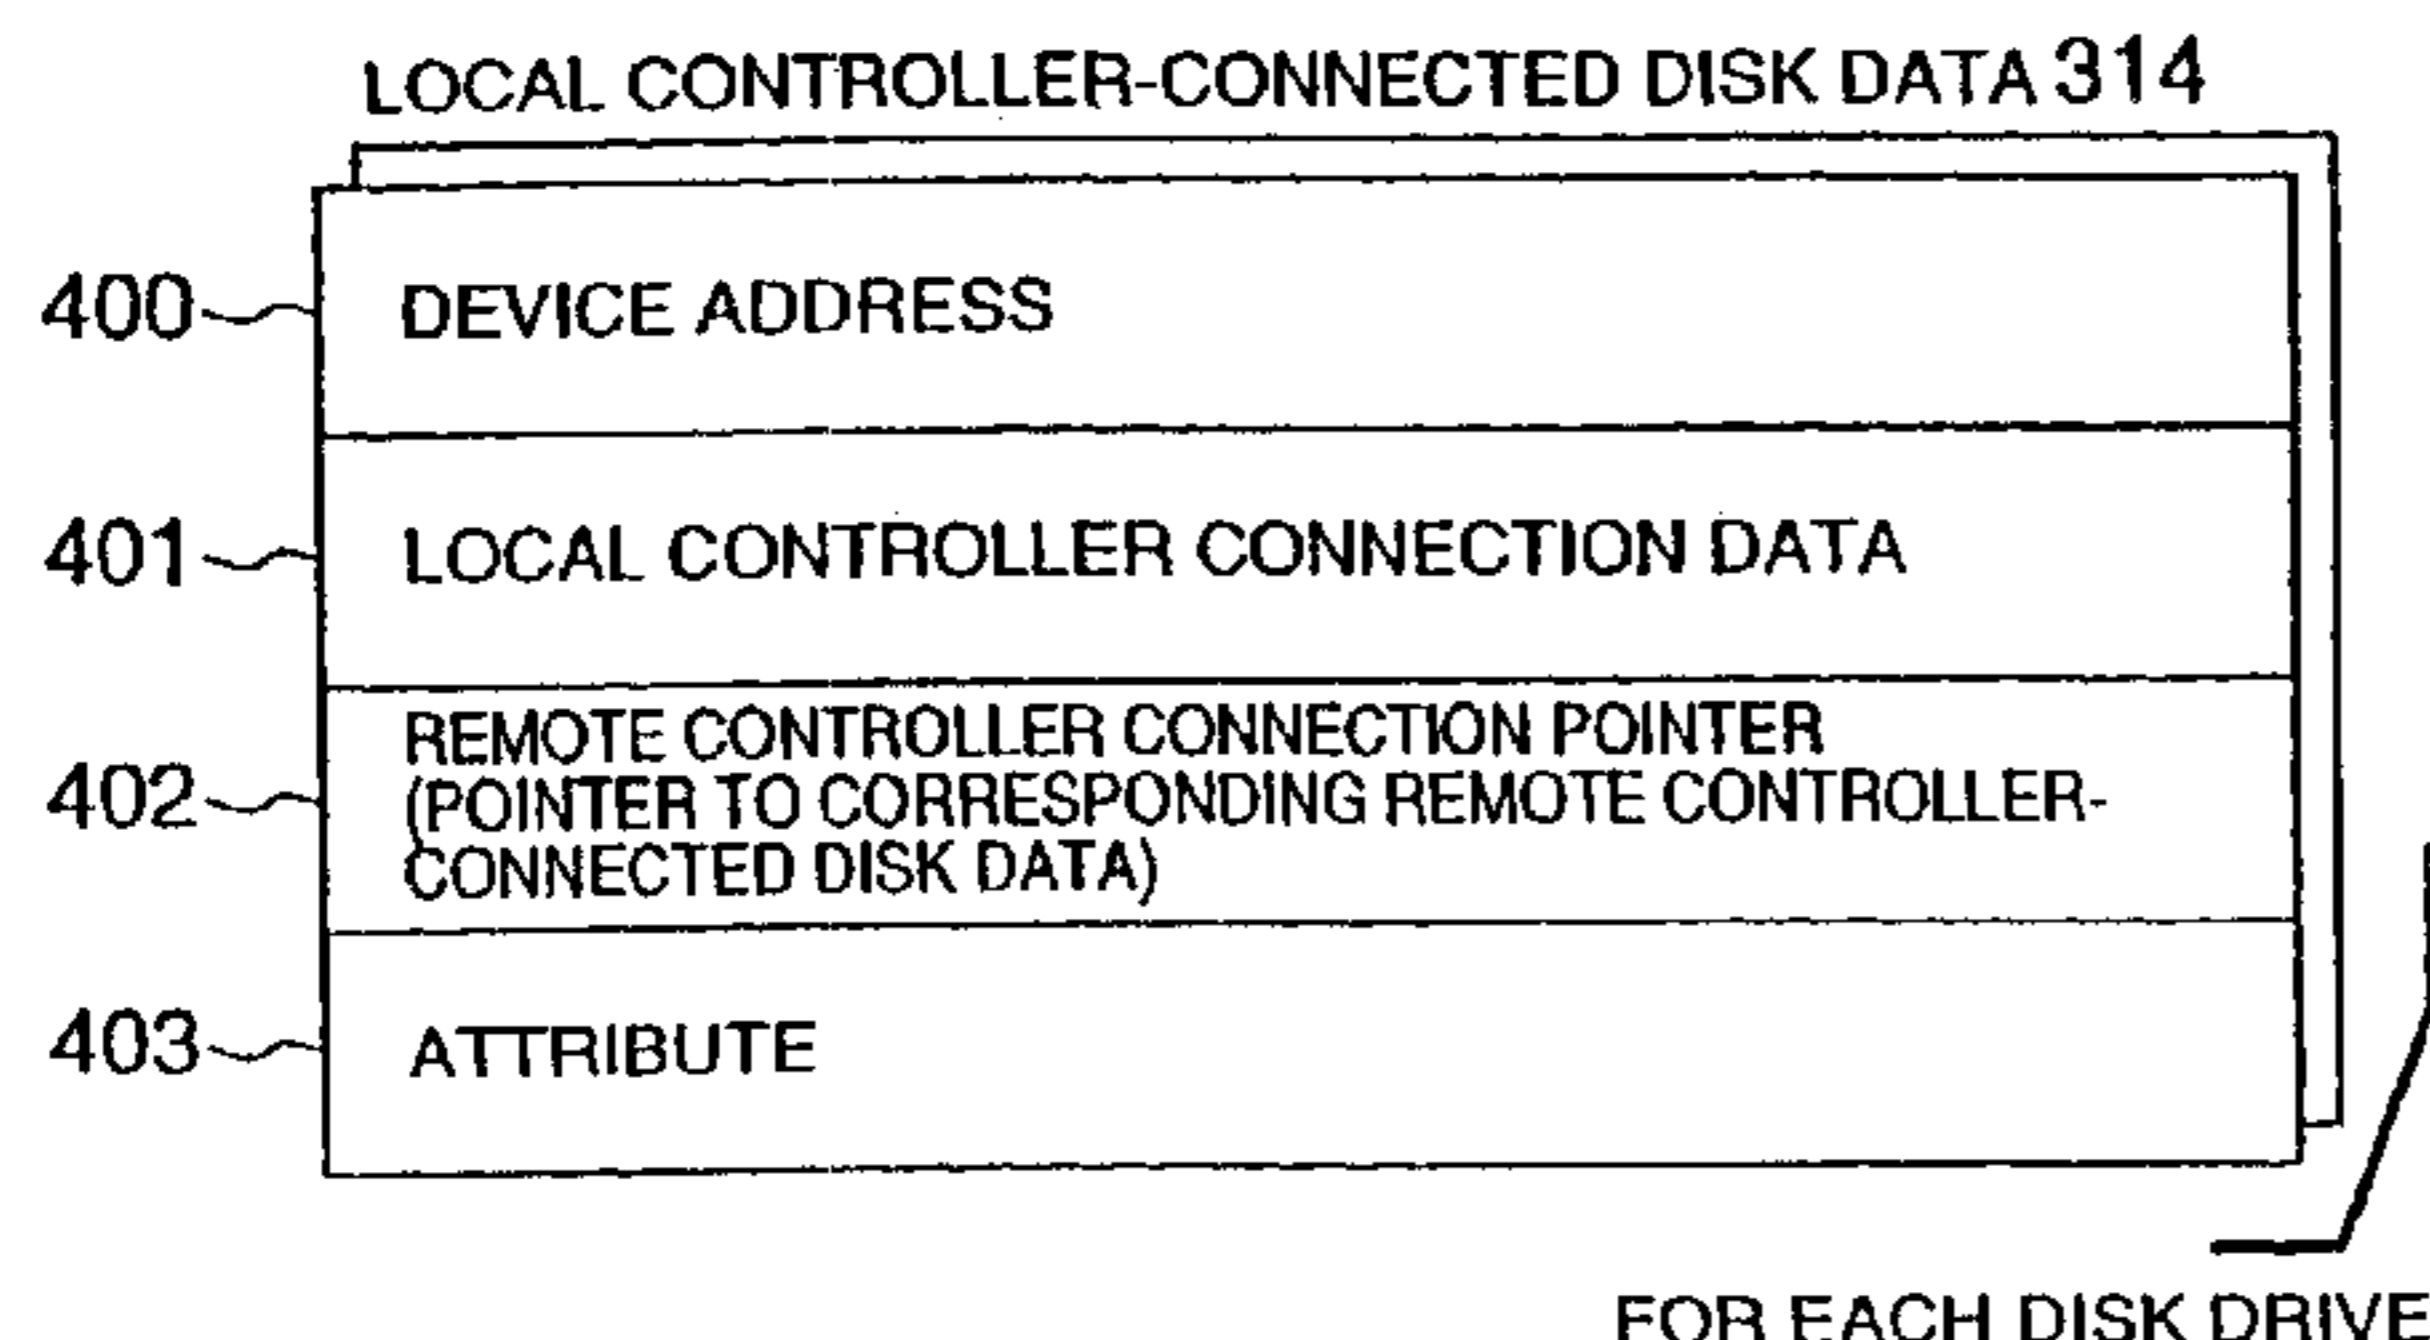 LOCAL CONTROLLER-CONNECTED DISK DATA 314
400 DEVICE ADDRESS
401 LOCAL CONTROLLER CONNECTION DATA
REMOTE CONTROLLER CONNECTION POINTER
402 (POINTER TO CORRESPONDING REMOTE CONTROLLER-
CONNECTED DISK DATA)
403 ATTRIBUTE
FOR EACH DISK DRIVE